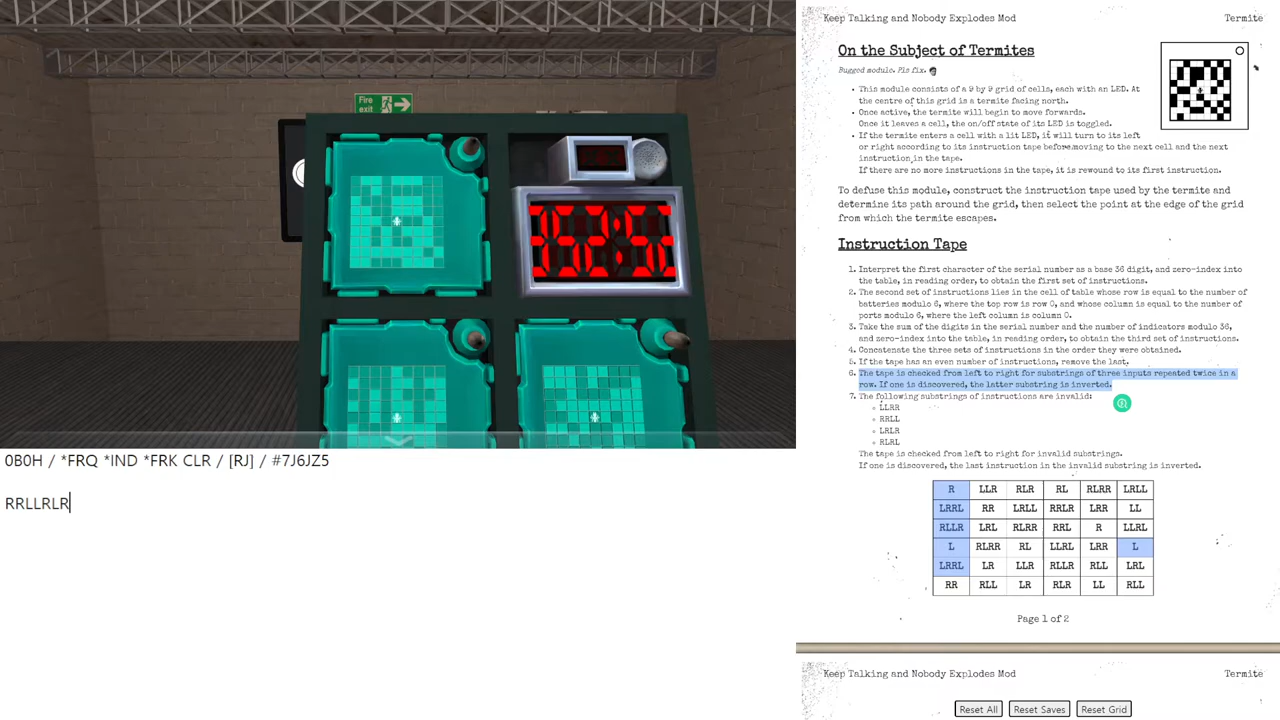 Fire
exit
0B0H / *FRQ *IND *FRK CLR / [RJ] / #7J6JZ5
RRLLRLR
Keep Talking and Nobody Explodes Mod
Termite
On the Subject of Termites
Bugged module. Pls fix.
This module consists of a 9 by 9 grid of cells, each with an LED. At
the centre of this grid is a termite facing north.
Once active, the termite will begin to move forwards.
Once it leaves a cell, the on/off state of its LED is toggled.
If the termite enters a cell with a lit LED, it will turn to its left
or right according to its instruction tape before moving to the next cell and the next
instruction in the tape.
If there are no more instructions in the tape, it is rewound to its first instruction.
To defuse this module, construct the instruction tape used by the termite and
determine its path around the grid, then select the point at the edge of the grid
from which the termite escapes.
Instruction Tape
1. Interpret the first character of the serial number as a base 36 digit, and zero-index into
the table, in reading order, to obtain the first set of instructions.
2. The second set of instructions lies in the cell of table whose row is equal to the number of
batteries modulo 6, where the top row is row 0, and whose column is equal to the number of
ports modulo 6, where the left column is column 0.
3. Take the sum of the digits in the serial number and the number of indicators modulo 36,
and zero-index into the table, in reading order, to obtain the third set of instructions.
4. Concatenate the three sets of instructions in the order they were obtained.
5. If the tape has an even number of instructions, remove the last.
6. The tape is checked from left to right for substrings of three inputs repeated twice in a
row. If one is discovered, the latter substring is inverted.
7. The following substrings of instructions are invalid:
LLRR
RRLL
LRLR
RLRL
The tape is checked from left to right for invalid substrings.
If one is discovered, the last instruction in the invalid substring is inverted.
R LLR RLR RL RLRR LRLL
LRRL RR LRLL RRLR LRR LL
RLLR LRL RLRR RRL R LLRL
L RLRR RL LLRL LRR L
LRRL LR LLR RLLR RLL LRL
RR RLL LR RLR LL RLL
Page 1 of 2
Keep Talking and Nobody Explodes Mod
Termite
Reset All Reset Saves Reset Grid